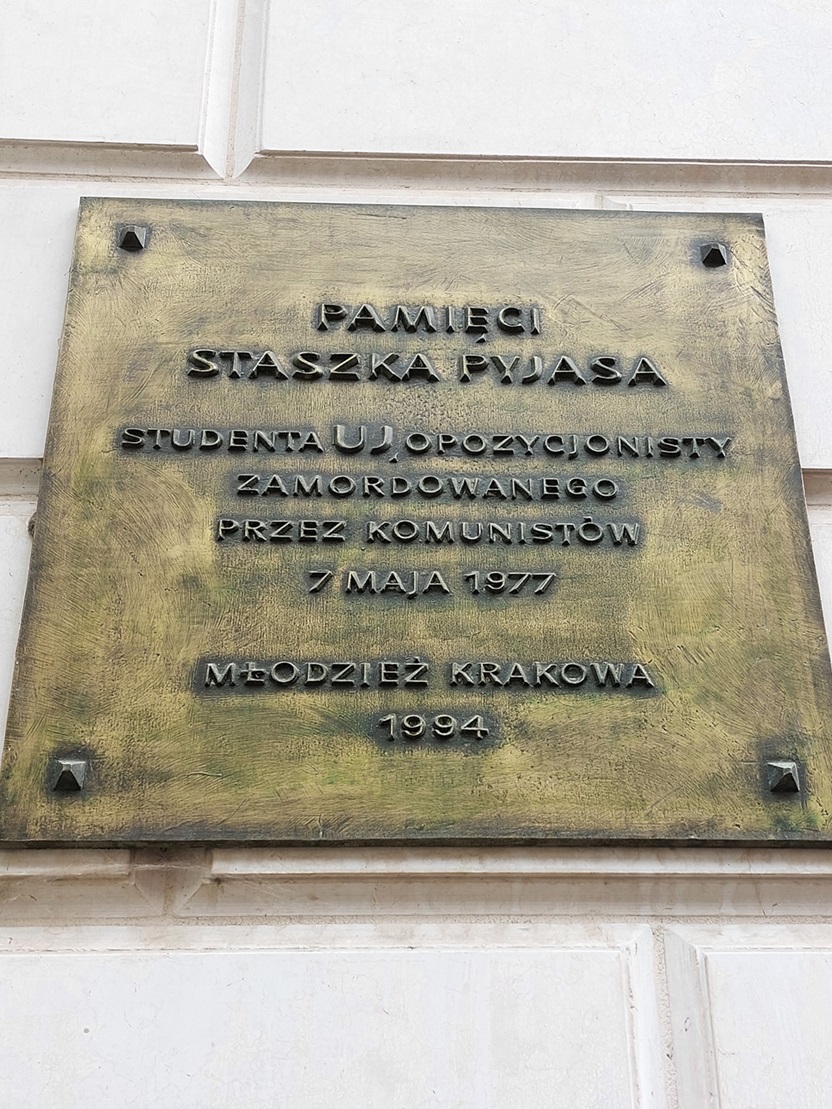 PAMIĘCI
STASZKA PYJASA
STUDENTA UJ, OPOZYCJONISTY
ZAMORDOWANEGO
PRZEZ KOMUNISTÓW
7 MAJA 1977
MŁODZIEŻ KRAKOWA
1994